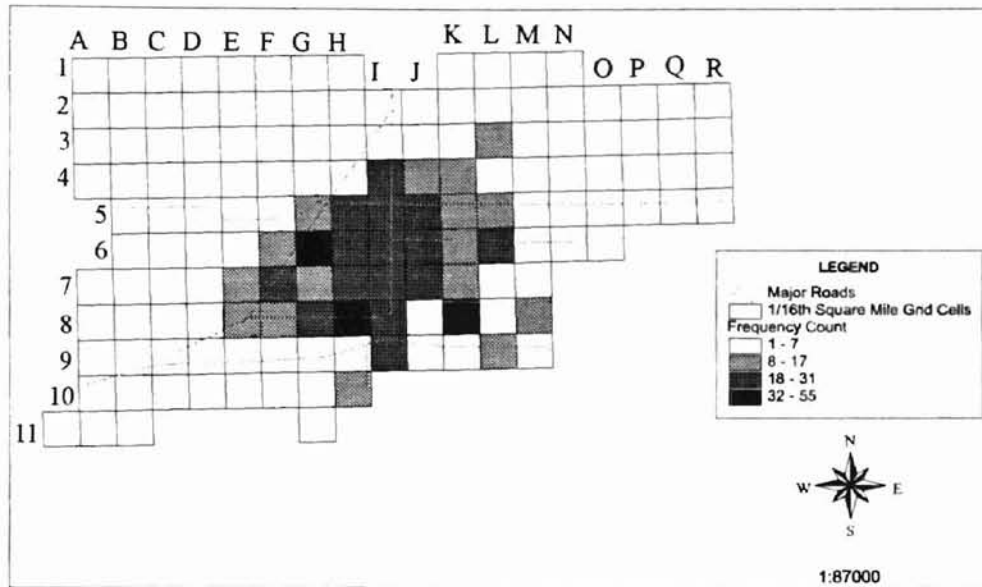 A B C D E F G H I J K L M N O P Q R
1
2
3
4
5
6
7
8
9
10
11
LEGEND
Major Roads
1/16th Square Mile Grid Cells
Frequency Count
1 - 7
8 - 17
18 - 31
32 - 55
N
W E
S
1:87000